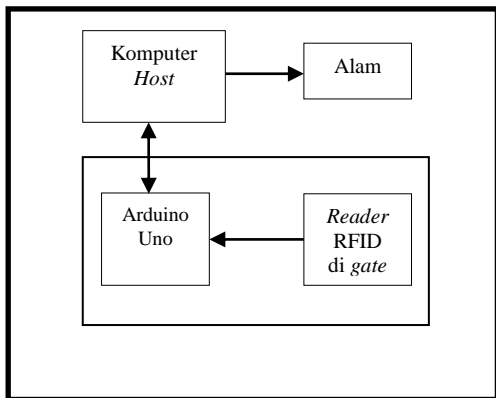 Komputer
Host
Alam
Arduino
Uno
Reader
RFID
di gate